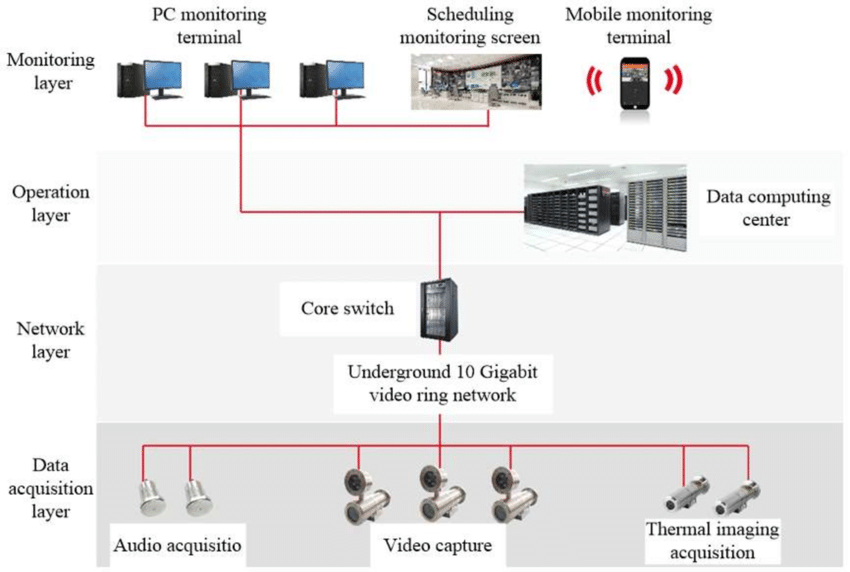 PC monitoring
terminal
Scheduling
monitoring screen
Mobile monitoring
terminal
Monitoring
layer
Operation
layer
Data computing
center
Network
layer
Core switch
Underground 10 Gigabit
video ring network
Data
acquisition
layer
Audio acquisitio
Video capture
Thermal imaging
acquisition